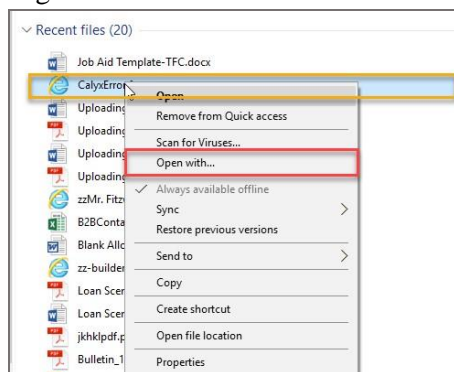 Recent files (20)
Job Aid Template-TFC.docx
CalyxError
Open
Uploading
Remove from Quick access
Uploading
Scan for Viruses...
Uploading
Open with...
Uploading
Always available offline
zzMr. Fitz
Sync
B2BConta
Restore previous versions
Blank Allo
Send to
zz-builder
Copy
Loan Scer
Create shortcut
Loan Scer
jkhklpdf.p
Open file location
Bulletin_1
Properties